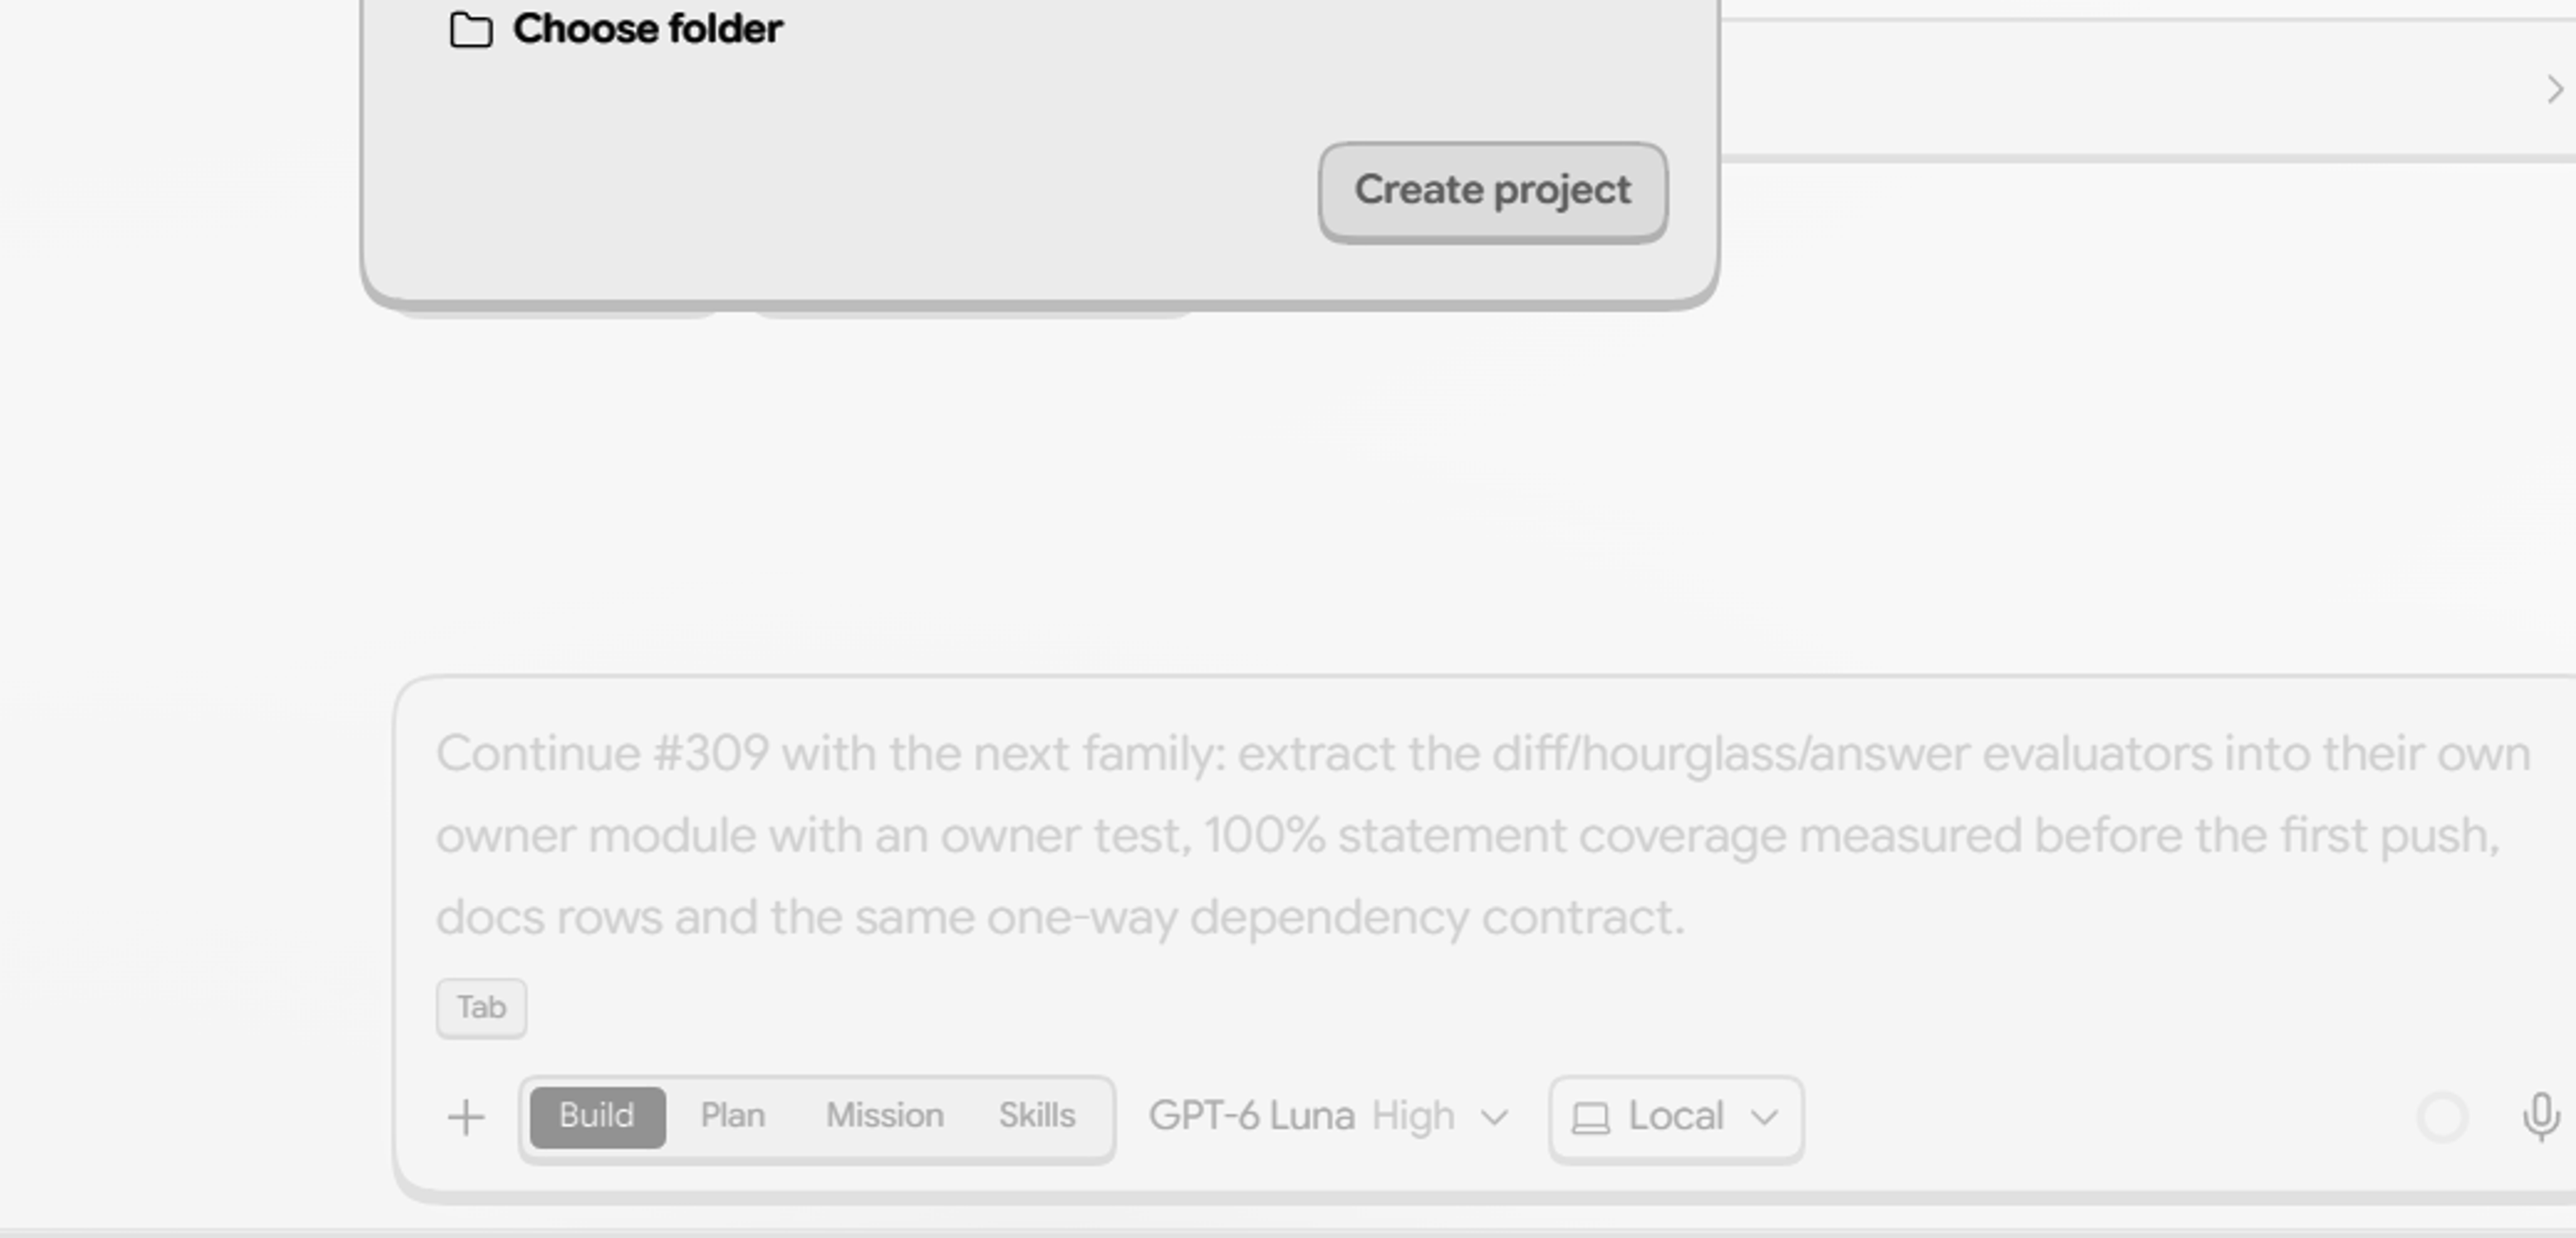 Choose folder
Create project
Continue #309 with the next family: extract the diff/hourglass/answer evaluators into their own
owner module with an owner test, 100% statement coverage measured before the first push,
docs rows and the same one-way dependency contract.
Tab
Build Plan Mission Skills GPT-6 Luna High Local